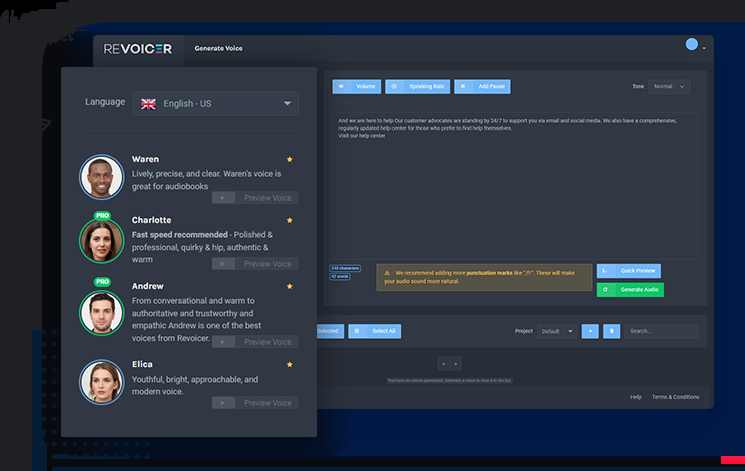 REVOICER
Generate Voice
Language
English - US
Waren
Lively, precise, and clear. Waren's voice is
great for audiobooks
Preview Voice
PRO
Charlotte
Fast speed recommended - Polished &
professional, quirky & hip, authentic &
warm
Preview Voice
PRO
Andrew
From conversational and warm to
authoritative and trustworthy and
empathic Andrew is one of the best
voices from Revoicer.
Preview Voice
Elica
Youthful, bright, approachable, and
modern voice.
Preview Voice
Volume
Speaking Rate
Add Pause
Tone
Normal
And we are here to help Our customer advocates are standing by 24/7 to support you via email and social media. We also have a comprehensive,
regularly updated help center for those who prefer to find help themselves.
Visit our help center
characters
words
We recommend adding more punctuation marks like These will make
your audio sound more natural.
Quick Preview
Generate Audio
Selected
Select All
Project
Default
Search...
You have no voices generated. Generate a voice to view it in the list.
Help
Terms & Conditions